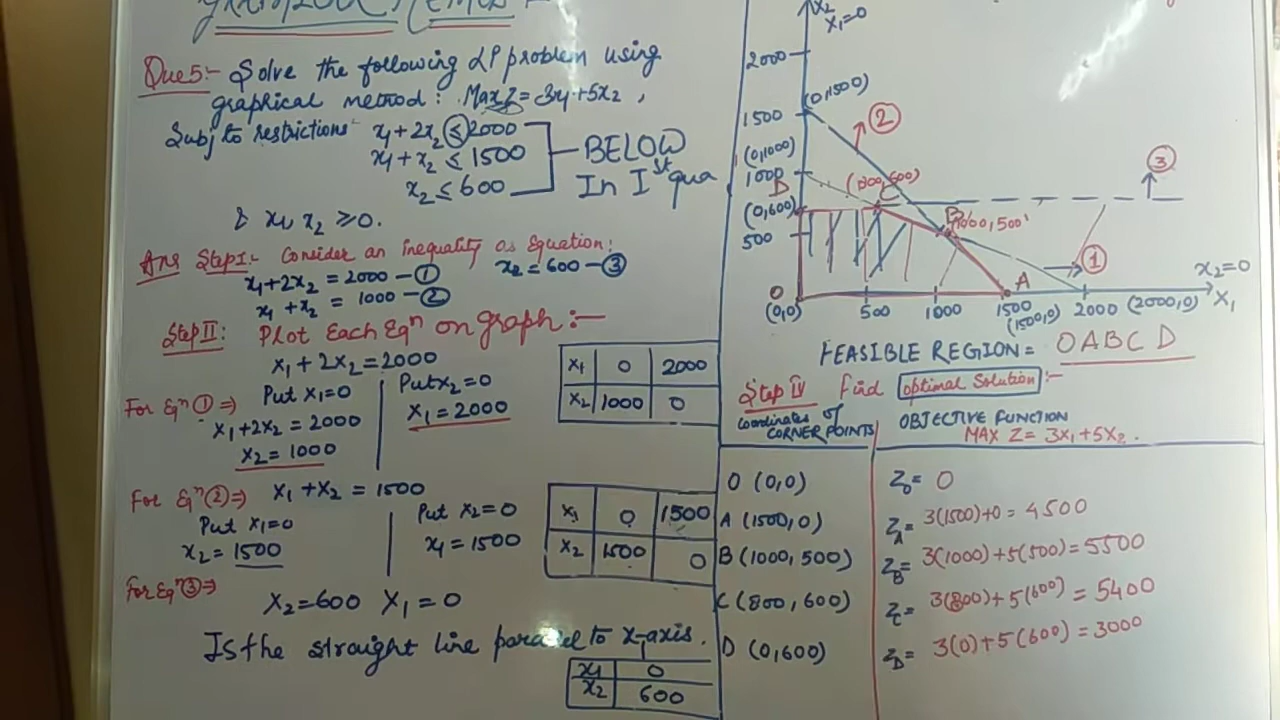 GRAPHICAL METHOD
Que5:- Solve the following LP problem using
graphical method: Max Z = 3x1+5x2,
Subj to restrictions x1+2x2 ≤ 2000
x1+x2 ≤ 1500
x2 ≤ 600
BELOW
In Ist qua
& x1, x2 ≥ 0.
Ans Step I:- Consider an inequality as Equation:
x1+2x2 = 2000 - ①
x2 = 600 - ③
x1 + x2 = 1000 - ②
Step II: Plot Each Eqn on graph:-
x1 + 2x2 = 2000
For Eqn ① ⇒ Put x1=0
x1+2x2 = 2000
x2 = 1000
Put x2=0
x1 = 2000
x1 0 2000
x2 1000 0
For Eqn ② ⇒ x1 + x2 = 1500
Put x1=0
x2 = 1500
Put x2=0
x1 = 1500
x1 0 1500
x2 1500 0
For Eqn ③ ⇒
x2=600 x1=0
Is the straight line parallel to x-axis.
x1 0
x2 600
x2
x1=0
2000
(0,1500)
1500
②
(0,1000)
1000
③
D
C
(0,600)
B
(1000,500)
500
①
x2=0
O
A
(0,0)
500
1000
1500
(1500,0)
2000
(2000,0)
X1
FEASIBLE REGION = OABCD
Step IV Find optimal Solution:-
Coordinates of
CORNER POINTS
OBJECTIVE FUNCTION
MAX Z = 3x1+5x2.
O (0,0) Z0= 0
A (1500,0) ZA= 3(1500)+0 = 4500
B (1000, 500) ZB= 3(1000)+5(500) = 5500
C (800, 600) ZC= 3(800)+5(600) = 5400
D (0,600) ZD= 3(0)+5(600) = 3000